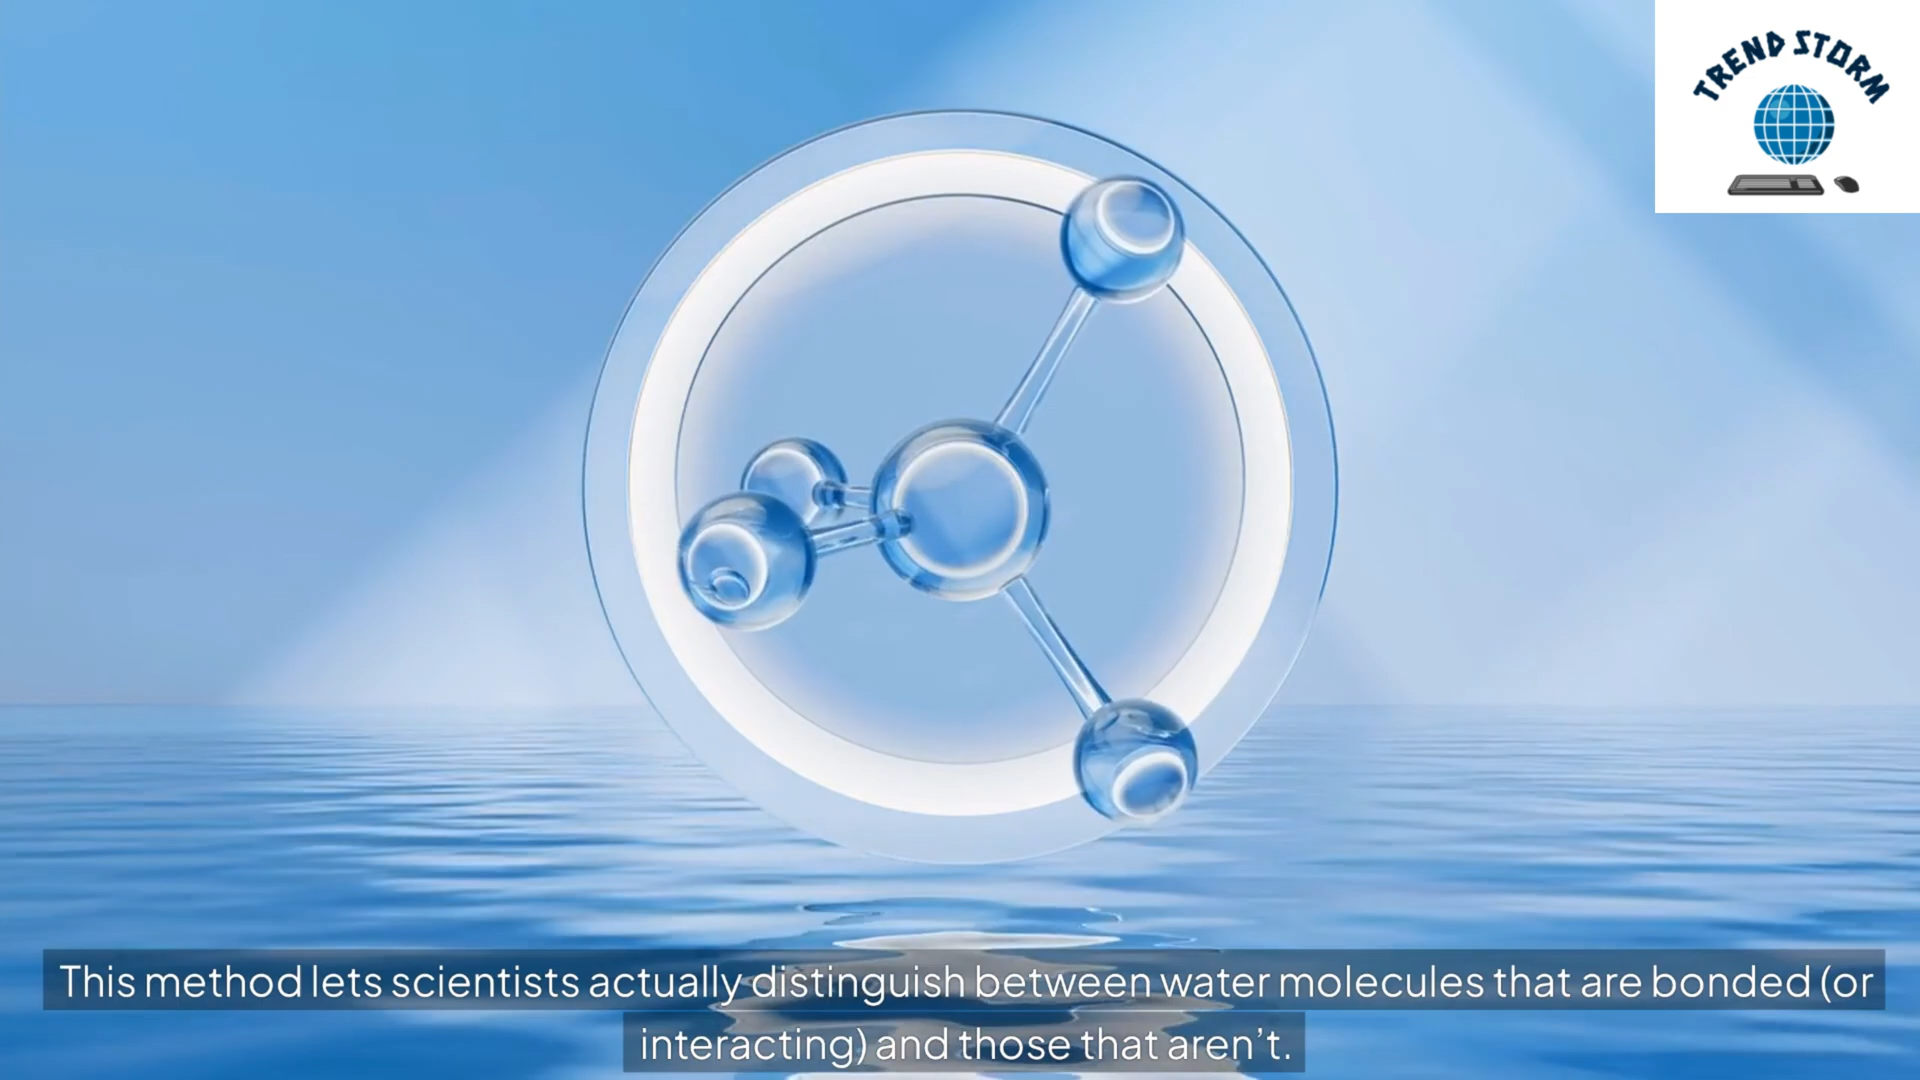 TREND STORM
This method lets scientists actually distinguish between water molecules that are bonded (or
interacting) and those that aren’t.